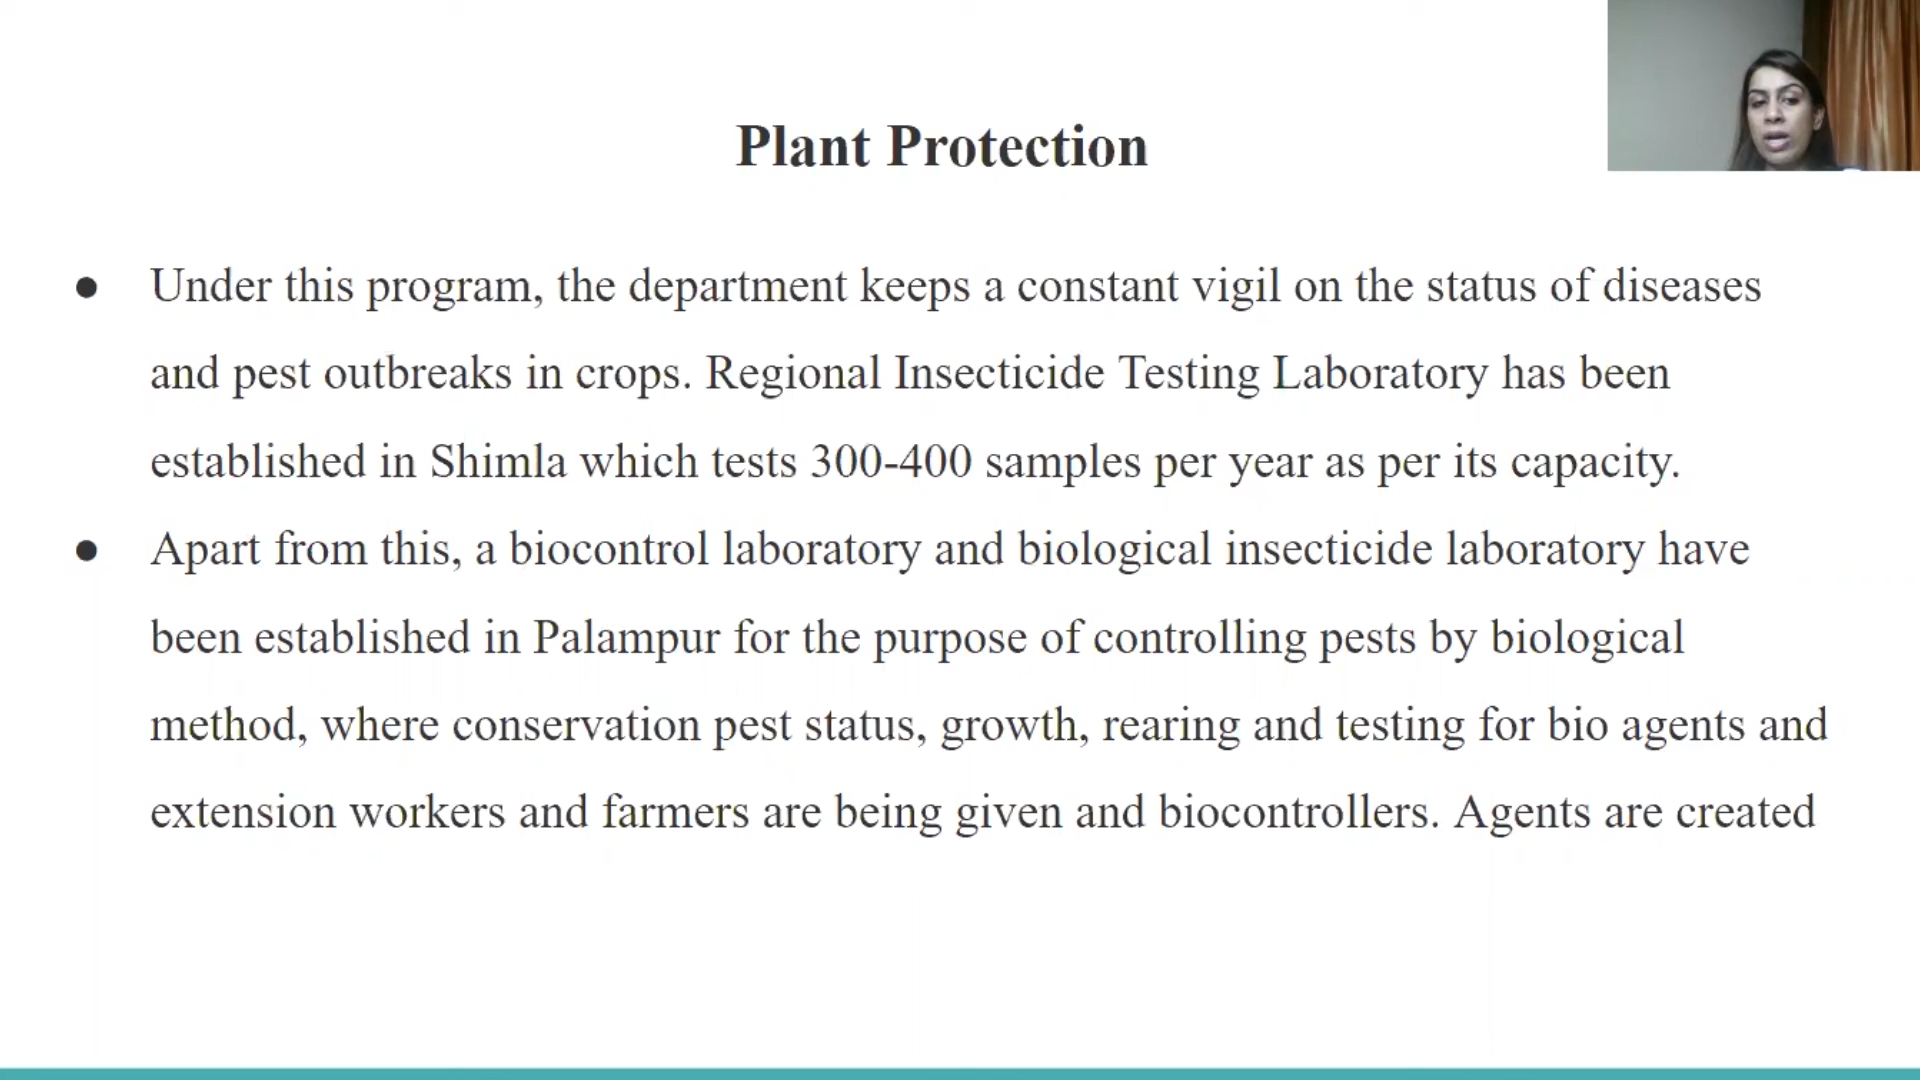 Plant Protection
● Under this program, the department keeps a constant vigil on the status of diseases
and pest outbreaks in crops. Regional Insecticide Testing Laboratory has been
established in Shimla which tests 300-400 samples per year as per its capacity.
● Apart from this, a biocontrol laboratory and biological insecticide laboratory have
been established in Palampur for the purpose of controlling pests by biological
method, where conservation pest status, growth, rearing and testing for bio agents and
extension workers and farmers are being given and biocontrollers. Agents are created